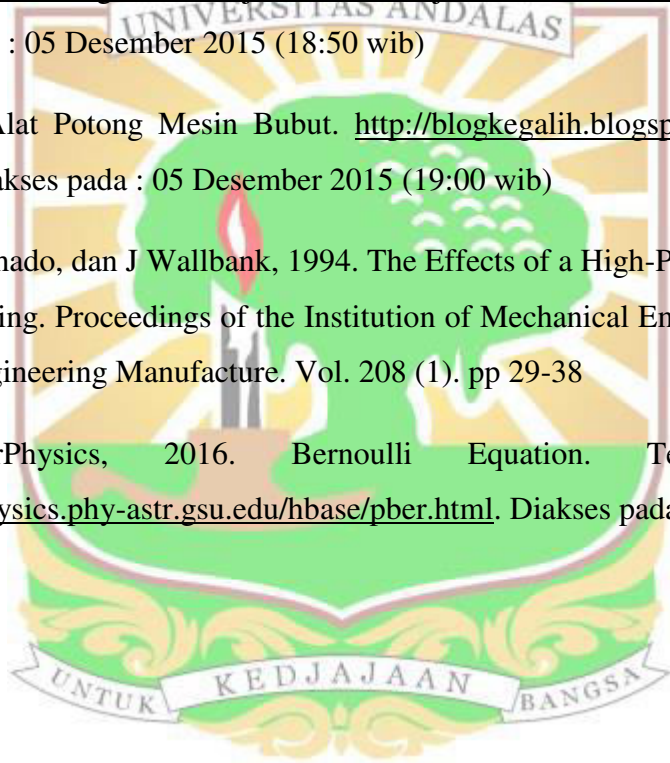 UNIVERSITAS ANDALAS
: 05 Desember 2015 (18:50 wib)
Alat Potong Mesin Bubut. http://blogkegalih.blogsp
akses pada : 05 Desember 2015 (19:00 wib)
nado, dan J Wallbank, 1994. The Effects of a High-P
ing. Proceedings of the Institution of Mechanical En
gineering Manufacture. Vol. 208 (1). pp 29-38
rPhysics, 2016. Bernoulli Equation. Te
ysics.phy-astr.gsu.edu/hbase/pber.html. Diakses pada
UNTUK KEDJAJAAN BANGSA